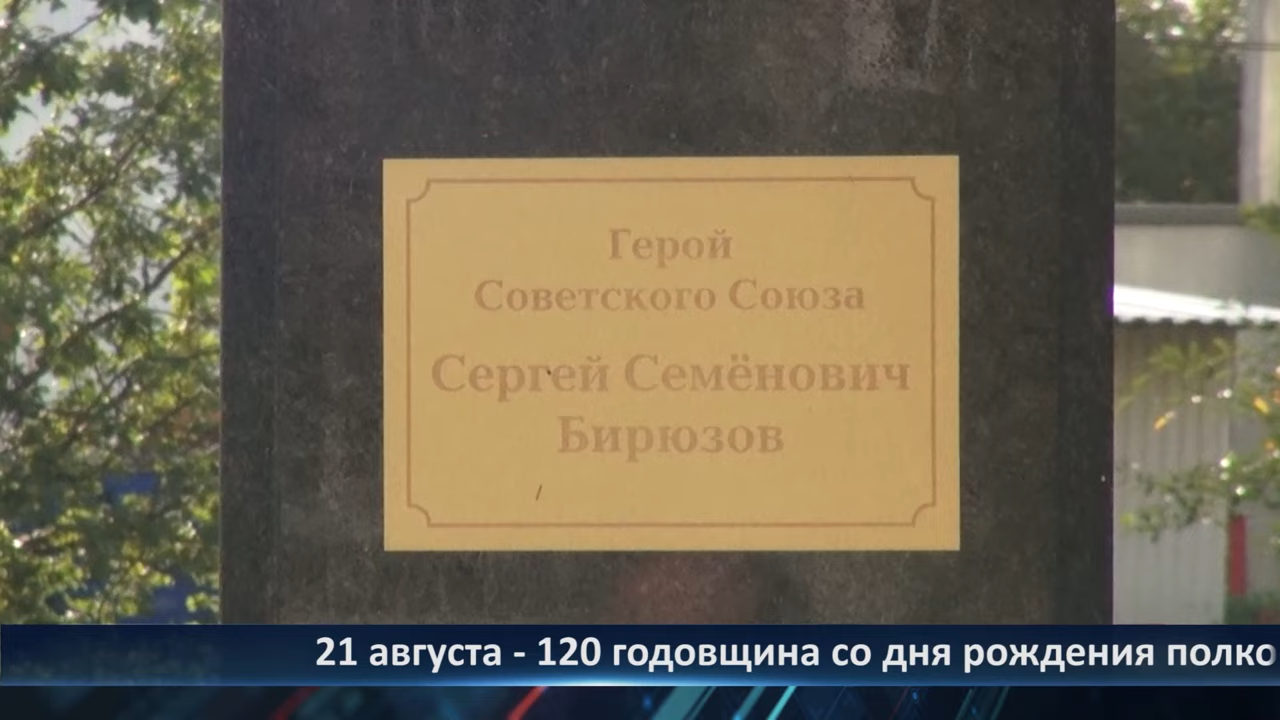 Герой
Советского Союза
Сергей Семёнович
Бирюзов
21 августа - 120 годовщина со дня рождения полко